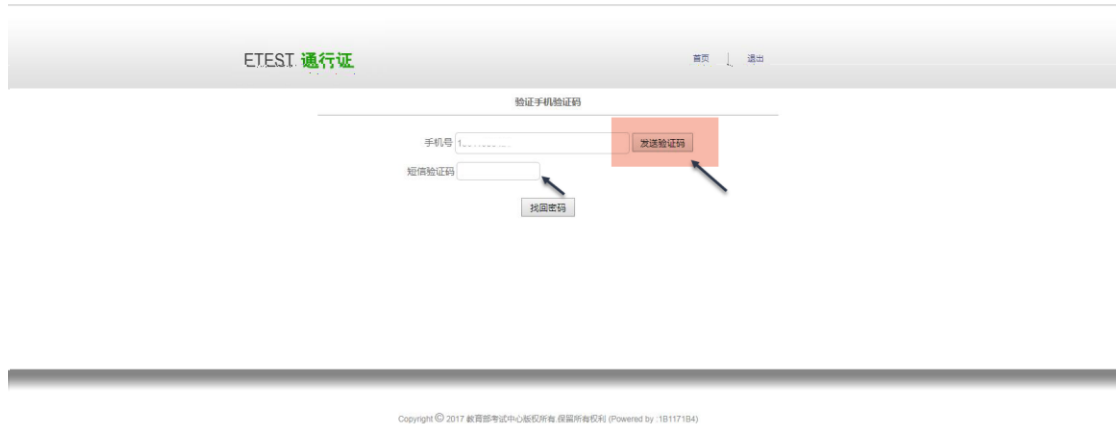 ETEST 通行证
首页 | 退出
验证手机验证码
手机号 发送验证码
短信验证码
找回密码
Copyright © 2017 教育部考试中心版权所有 保留所有权利 (Powered by :1B1171B4)